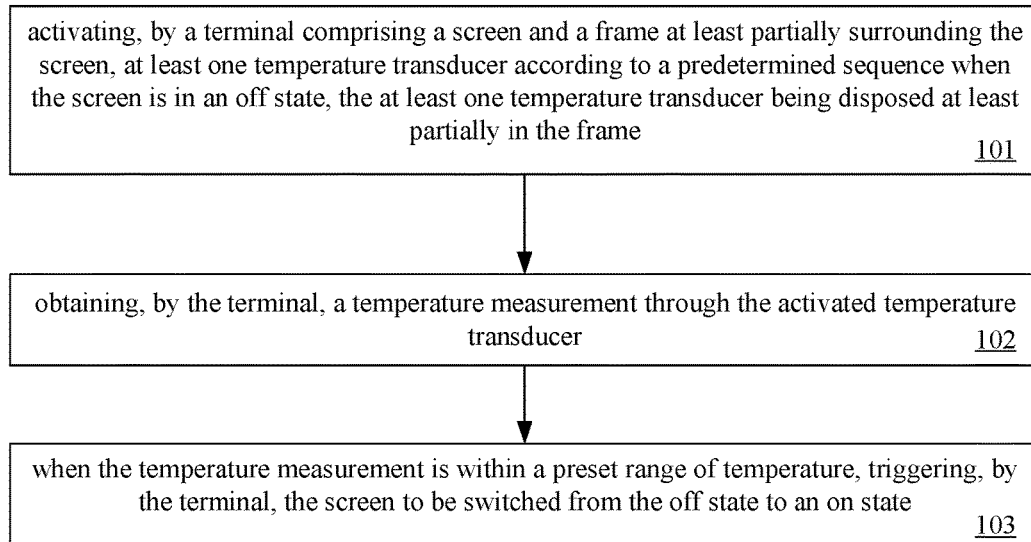 activating, by a terminal comprising a screen and a frame at least partially surrounding the
screen, at least one temperature transducer according to a predetermined sequence when
the screen is in an off state, the at least one temperature transducer being disposed at least
partially in the frame
101
obtaining, by the terminal, a temperature measurement through the activated temperature
transducer
102
when the temperature measurement is within a preset range of temperature, triggering, by
the terminal, the screen to be switched from the off state to an on state
103